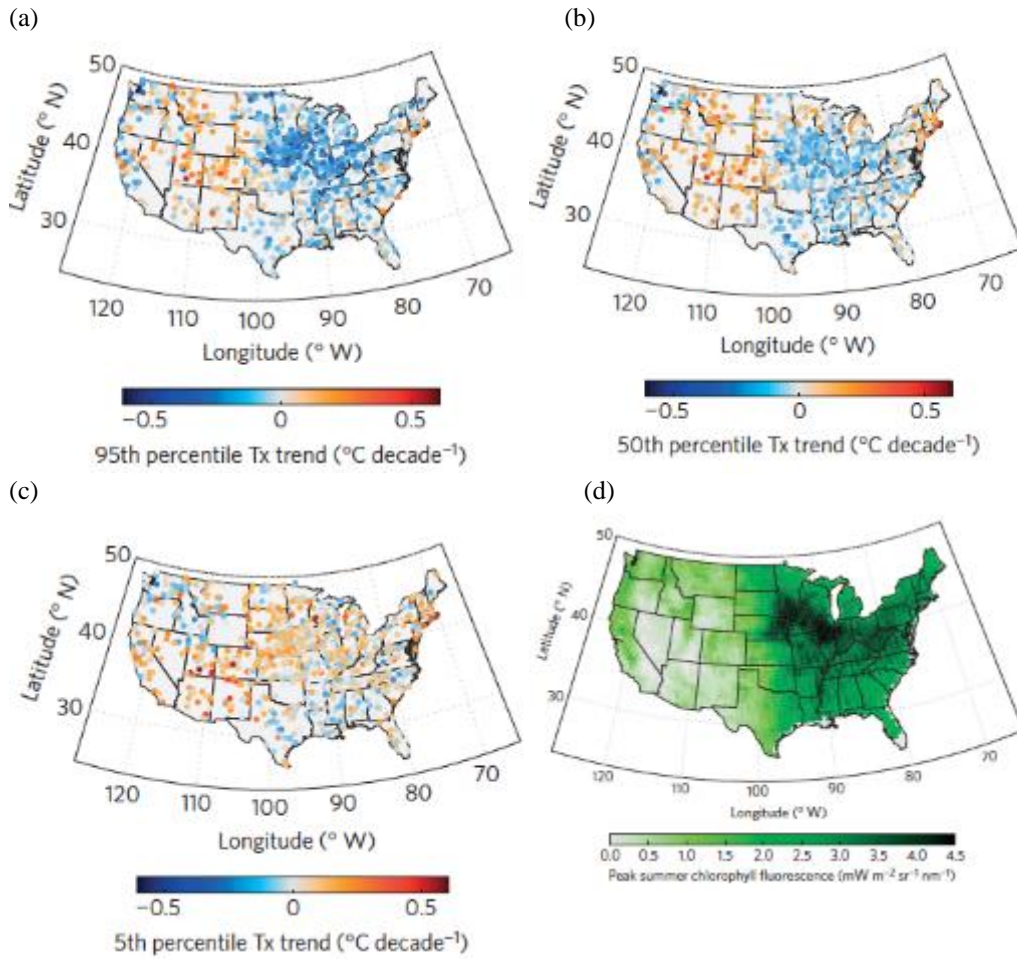 (a)
(b)
50
40
30
Latitude (° N)
120
110
100
90
80
70
Longitude (° W)
−0.5
0
0.5
95th percentile Tx trend (°C decade⁻¹)
50
40
30
Latitude (° N)
120
110
100
90
80
70
Longitude (° W)
−0.5
0
0.5
50th percentile Tx trend (°C decade⁻¹)
(c)
(d)
50
40
30
Latitude (° N)
120
110
100
90
80
70
Longitude (° W)
−0.5
0
0.5
5th percentile Tx trend (°C decade⁻¹)
50
40
30
Latitude (° N)
120
110
100
90
80
70
Longitude (° W)
0.0 0.5 1.0 1.5 2.0 2.5 3.0 3.5 4.0 4.5
Peak summer chlorophyll fluorescence (mW m⁻² sr⁻¹ nm⁻¹)